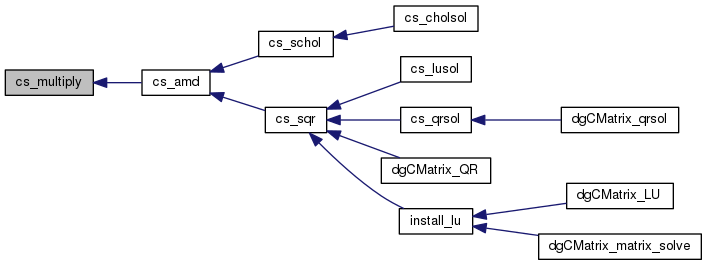 cs_multiply
cs_amd
cs_schol
cs_cholsol
cs_sqr
cs_lusol
cs_qrsol
dgCMatrix_qrsol
dgCMatrix_QR
install_lu
dgCMatrix_LU
dgCMatrix_matrix_solve